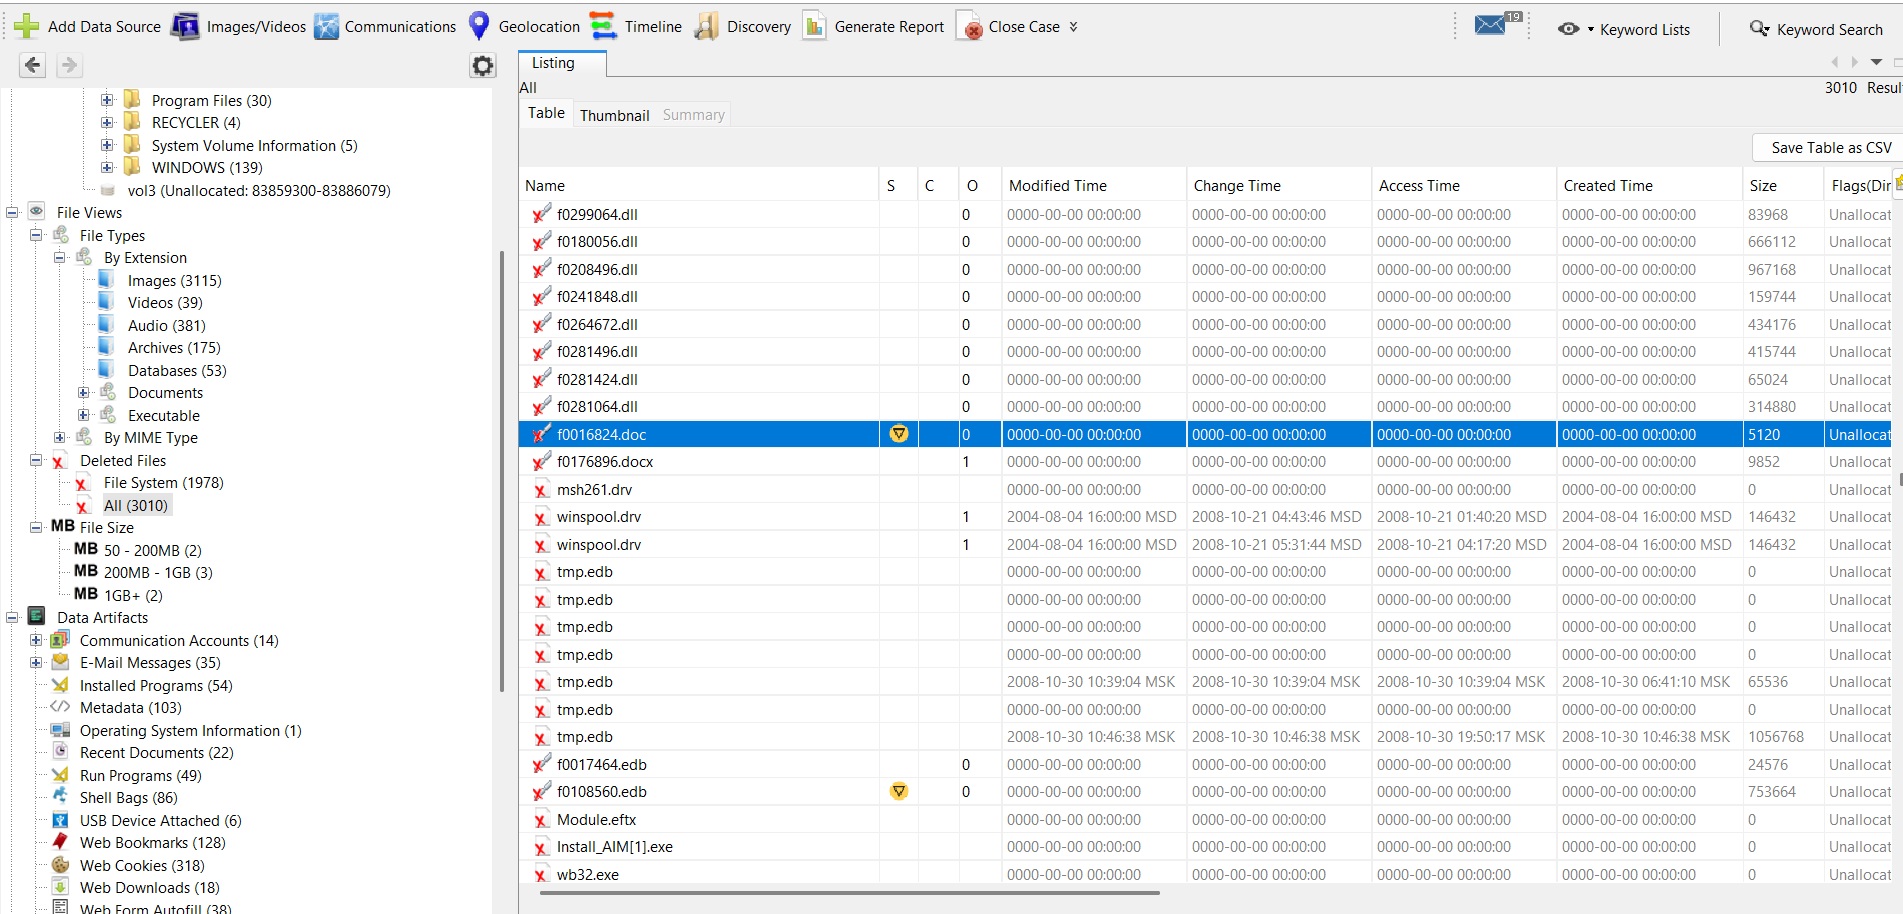 Add Data Source Images/Videos Communications Geolocation Timeline Discovery Generate Report Close Case 19 Keyword Lists Keyword Search
Program Files (30)
RECYCLER (4)
System Volume Information (5)
WINDOWS (139)
vol3 (Unallocated: 83859300-83886079)
File Views
File Types
By Extension
Images (3115)
Videos (39)
Audio (381)
Archives (175)
Databases (53)
Documents
Executable
By MIME Type
Deleted Files
File System (1978)
All (3010)
MB File Size
MB 50 - 200MB (2)
MB 200MB - 1GB (3)
MB 1GB+ (2)
Data Artifacts
Communication Accounts (14)
E-Mail Messages (35)
Installed Programs (54)
Metadata (103)
Operating System Information (1)
Recent Documents (22)
Run Programs (49)
Shell Bags (86)
USB Device Attached (6)
Web Bookmarks (128)
Web Cookies (318)
Web Downloads (18)
Web Form Autofill (38)
Listing
All 3010 Resul
Table Thumbnail Summary
Save Table as CSV
Name S C O Modified Time Change Time Access Time Created Time Size Flags(Dir
f0299064.dll 0 0000-00-00 00:00:00 0000-00-00 00:00:00 0000-00-00 00:00:00 0000-00-00 00:00:00 83968 Unallocat
f0180056.dll 0 0000-00-00 00:00:00 0000-00-00 00:00:00 0000-00-00 00:00:00 0000-00-00 00:00:00 666112 Unallocat
f0208496.dll 0 0000-00-00 00:00:00 0000-00-00 00:00:00 0000-00-00 00:00:00 0000-00-00 00:00:00 967168 Unallocat
f0241848.dll 0 0000-00-00 00:00:00 0000-00-00 00:00:00 0000-00-00 00:00:00 0000-00-00 00:00:00 159744 Unallocat
f0264672.dll 0 0000-00-00 00:00:00 0000-00-00 00:00:00 0000-00-00 00:00:00 0000-00-00 00:00:00 434176 Unallocat
f0281496.dll 0 0000-00-00 00:00:00 0000-00-00 00:00:00 0000-00-00 00:00:00 0000-00-00 00:00:00 415744 Unallocat
f0281424.dll 0 0000-00-00 00:00:00 0000-00-00 00:00:00 0000-00-00 00:00:00 0000-00-00 00:00:00 65024 Unallocat
f0281064.dll 0 0000-00-00 00:00:00 0000-00-00 00:00:00 0000-00-00 00:00:00 0000-00-00 00:00:00 314880 Unallocat
f0016824.doc 0 0000-00-00 00:00:00 0000-00-00 00:00:00 0000-00-00 00:00:00 0000-00-00 00:00:00 5120 Unallocat
f0176896.docx 1 0000-00-00 00:00:00 0000-00-00 00:00:00 0000-00-00 00:00:00 0000-00-00 00:00:00 9852 Unallocat
msh261.drv 0000-00-00 00:00:00 0000-00-00 00:00:00 0000-00-00 00:00:00 0000-00-00 00:00:00 0 Unallocat
winspool.drv 1 2004-08-04 16:00:00 MSD 2008-10-21 04:43:46 MSD 2008-10-21 01:40:20 MSD 2004-08-04 16:00:00 MSD 146432 Unallocat
winspool.drv 1 2004-08-04 16:00:00 MSD 2008-10-21 05:31:44 MSD 2008-10-21 04:17:20 MSD 2004-08-04 16:00:00 MSD 146432 Unallocat
tmp.edb 0000-00-00 00:00:00 0000-00-00 00:00:00 0000-00-00 00:00:00 0000-00-00 00:00:00 0 Unallocat
tmp.edb 0000-00-00 00:00:00 0000-00-00 00:00:00 0000-00-00 00:00:00 0000-00-00 00:00:00 0 Unallocat
tmp.edb 0000-00-00 00:00:00 0000-00-00 00:00:00 0000-00-00 00:00:00 0000-00-00 00:00:00 0 Unallocat
tmp.edb 0000-00-00 00:00:00 0000-00-00 00:00:00 0000-00-00 00:00:00 0000-00-00 00:00:00 0 Unallocat
tmp.edb 2008-10-30 10:39:04 MSK 2008-10-30 10:39:04 MSK 2008-10-30 10:39:04 MSK 2008-10-30 06:41:10 MSK 65536 Unallocat
tmp.edb 0000-00-00 00:00:00 0000-00-00 00:00:00 0000-00-00 00:00:00 0000-00-00 00:00:00 0 Unallocat
tmp.edb 2008-10-30 10:46:38 MSK 2008-10-30 10:46:38 MSK 2008-10-30 19:50:17 MSK 2008-10-30 10:46:38 MSK 1056768 Unallocat
f0017464.edb 0 0000-00-00 00:00:00 0000-00-00 00:00:00 0000-00-00 00:00:00 0000-00-00 00:00:00 24576 Unallocat
f0108560.edb 0 0000-00-00 00:00:00 0000-00-00 00:00:00 0000-00-00 00:00:00 0000-00-00 00:00:00 753664 Unallocat
Module.eftx 0000-00-00 00:00:00 0000-00-00 00:00:00 0000-00-00 00:00:00 0000-00-00 00:00:00 0 Unallocat
Install_AIM[1].exe 0000-00-00 00:00:00 0000-00-00 00:00:00 0000-00-00 00:00:00 0000-00-00 00:00:00 0 Unallocat
wb32.exe 0000-00-00 00:00:00 0000-00-00 00:00:00 0000-00-00 00:00:00 0000-00-00 00:00:00 0 Unallocat